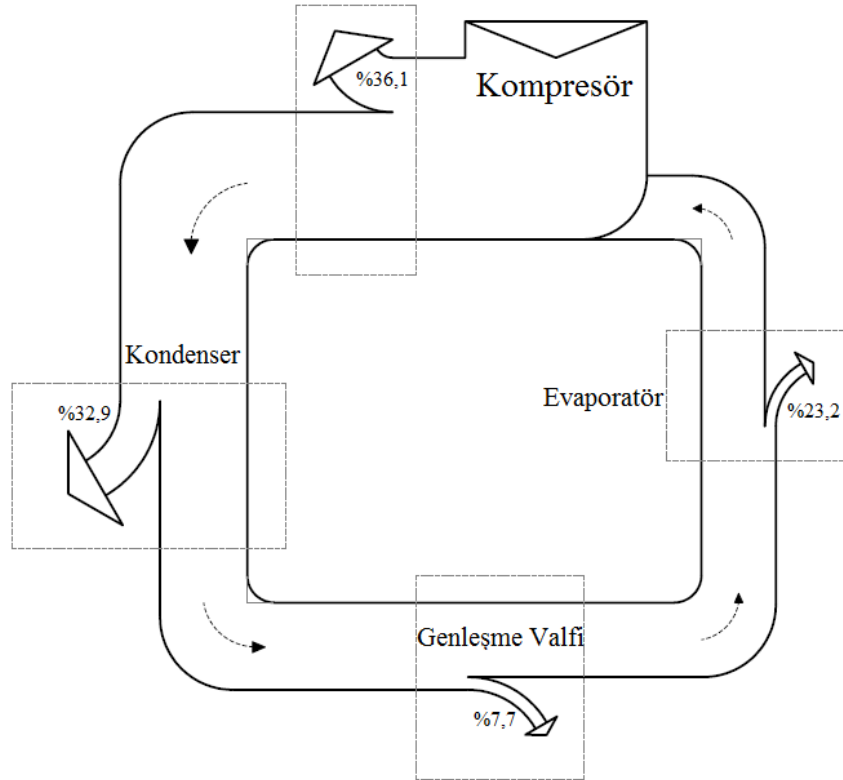 %36,1
Kompresör
Kondenser
%32,9
Evaporatör
%23,2
Genleşme Valfi
%7,7